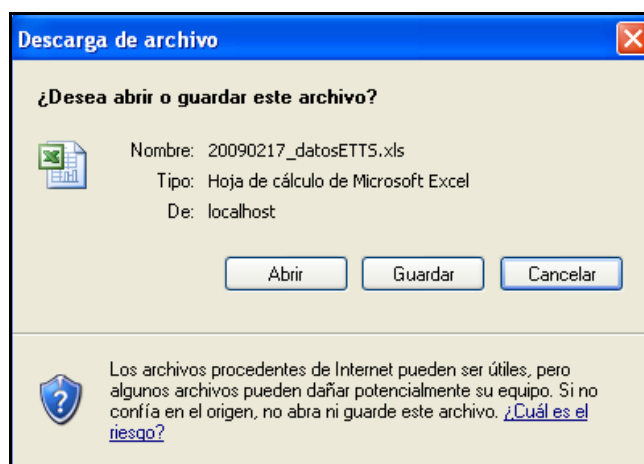 Descarga de archivo
¿Desea abrir o guardar este archivo?
Nombre: 20090217_datosETTS.xls
Tipo: Hoja de cálculo de Microsoft Excel
De: localhost
Abrir Guardar Cancelar
Los archivos procedentes de Internet pueden ser útiles, pero
algunos archivos pueden dañar potencialmente su equipo. Si no
confía en el origen, no abra ni guarde este archivo. ¿Cuál es el
riesgo?